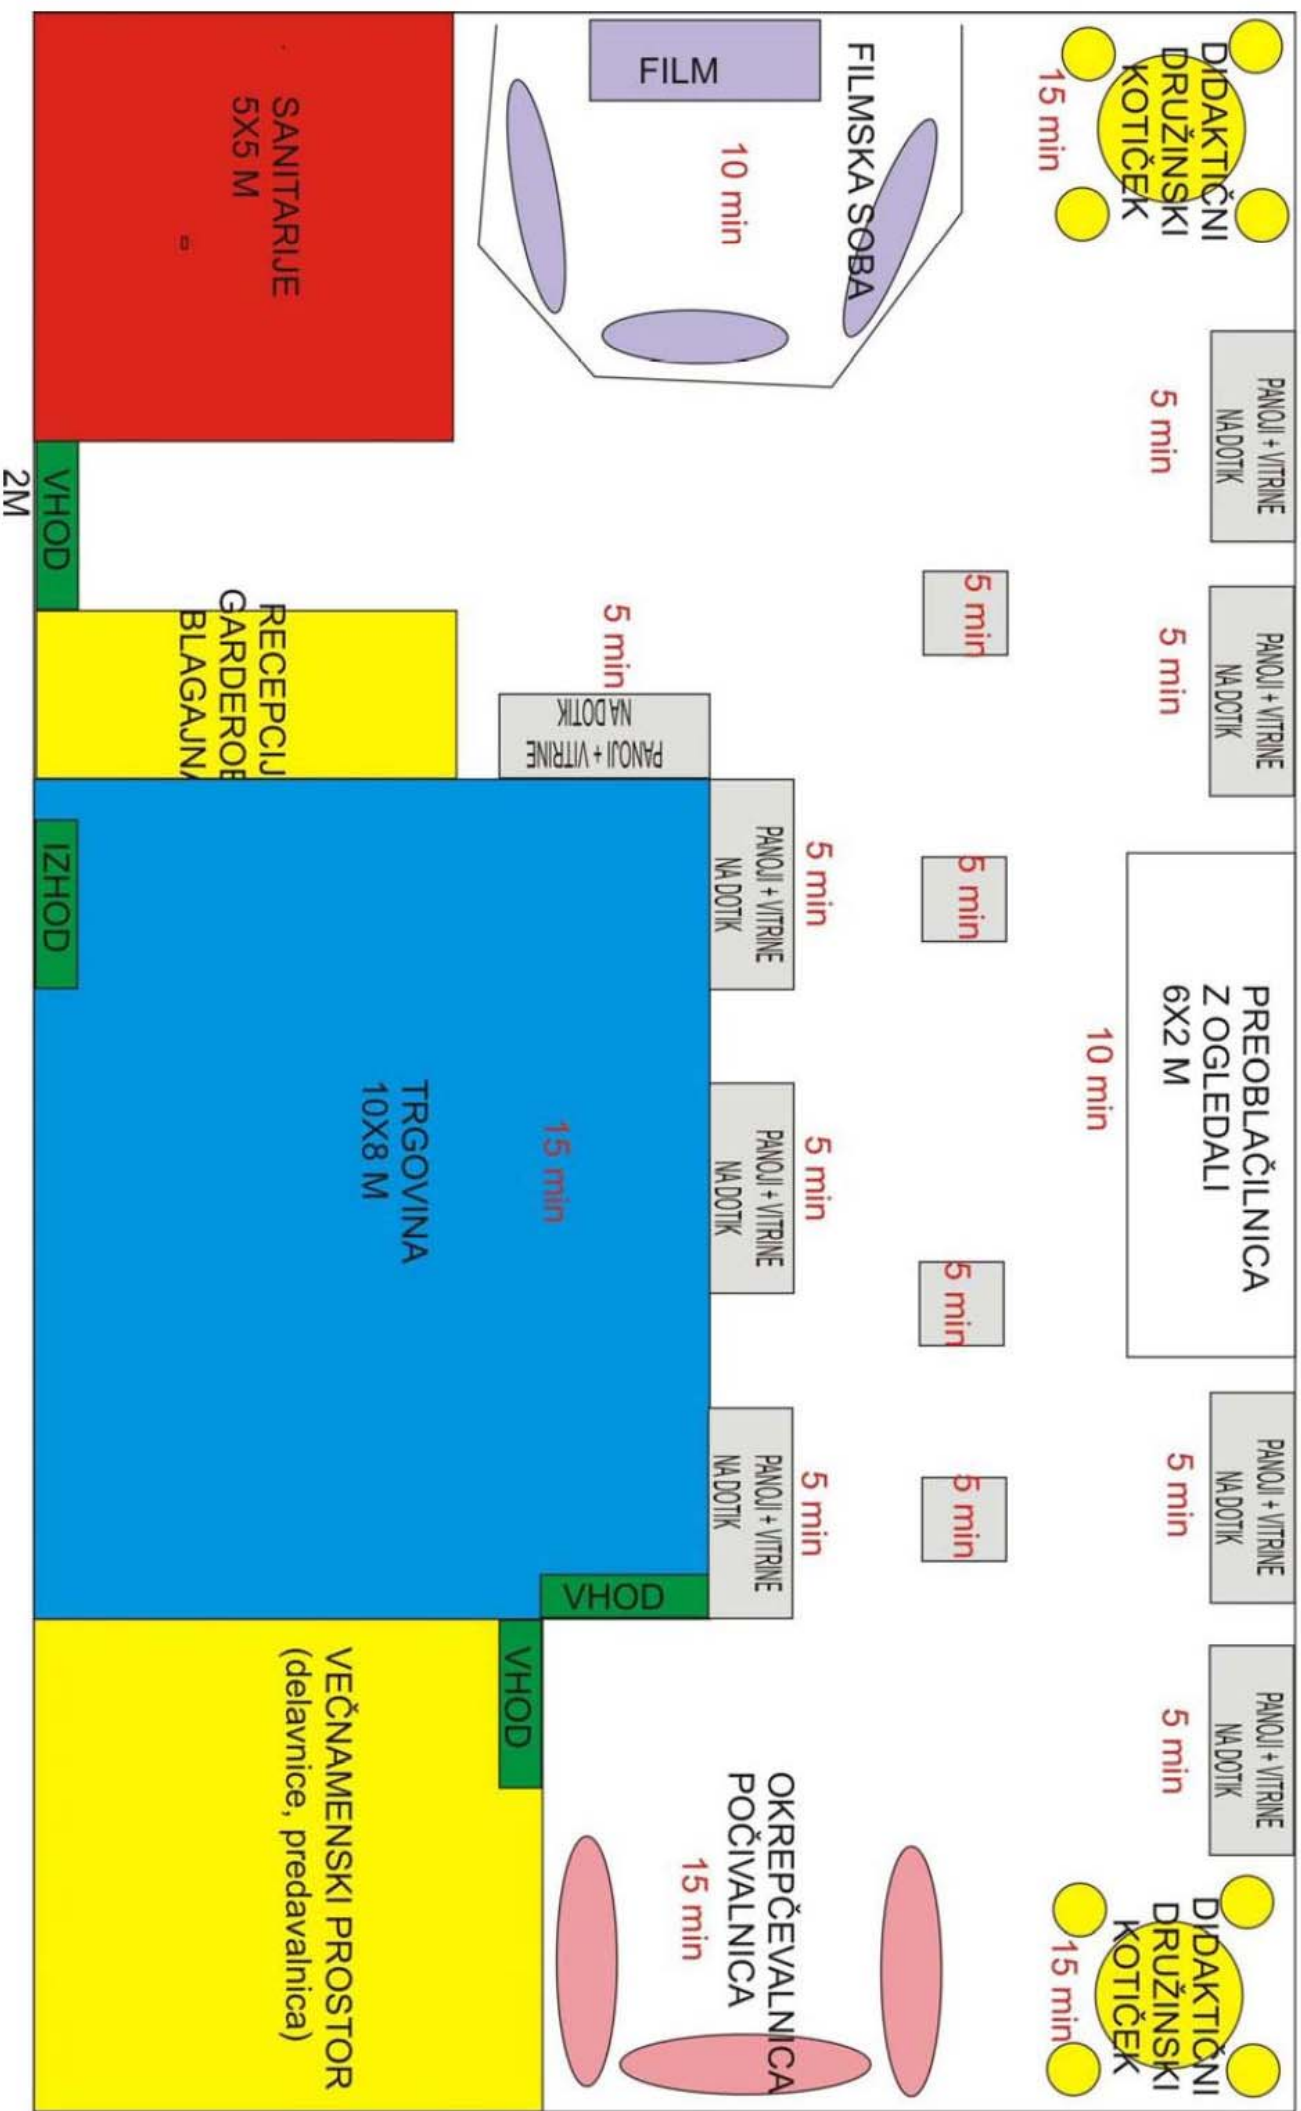 DIDAKTIČNI
DRUŽINSKI
KOTIČEK
15 min
PANOJI + VITRINE
NA DOTIK
5 min
PANOJI + VITRINE
NA DOTIK
5 min
PREOBLAČILNICA
Z OGLEDALI
6X2 M
10 min
PANOJI + VITRINE
NA DOTIK
5 min
PANOJI + VITRINE
NA DOTIK
5 min
DIDAKTIČNI
DRUŽINSKI
KOTIČEK
15 min
5 min
5 min
5 min
5 min
FILMSKA SOBA
10 min
FILM
5 min
PANOJI + VITRINE
NA DOTIK
5 min
PANOJI + VITRINE
NA DOTIK
5 min
PANOJI + VITRINE
NA DOTIK
5 min
PANOJI + VITRINE
NA DOTIK
OKREPČEVALNICA
POČIVALNICA
15 min
VHOD
VHOD
15 min
TRGOVINA
10X8 M
SANITARIJE
5X5 M
RECEPCIJ
GARDEROB
BLAGAJNA
VEČNAMENSKI PROSTOR
(delavnice, predavalnica)
VHOD
IZHOD
2M